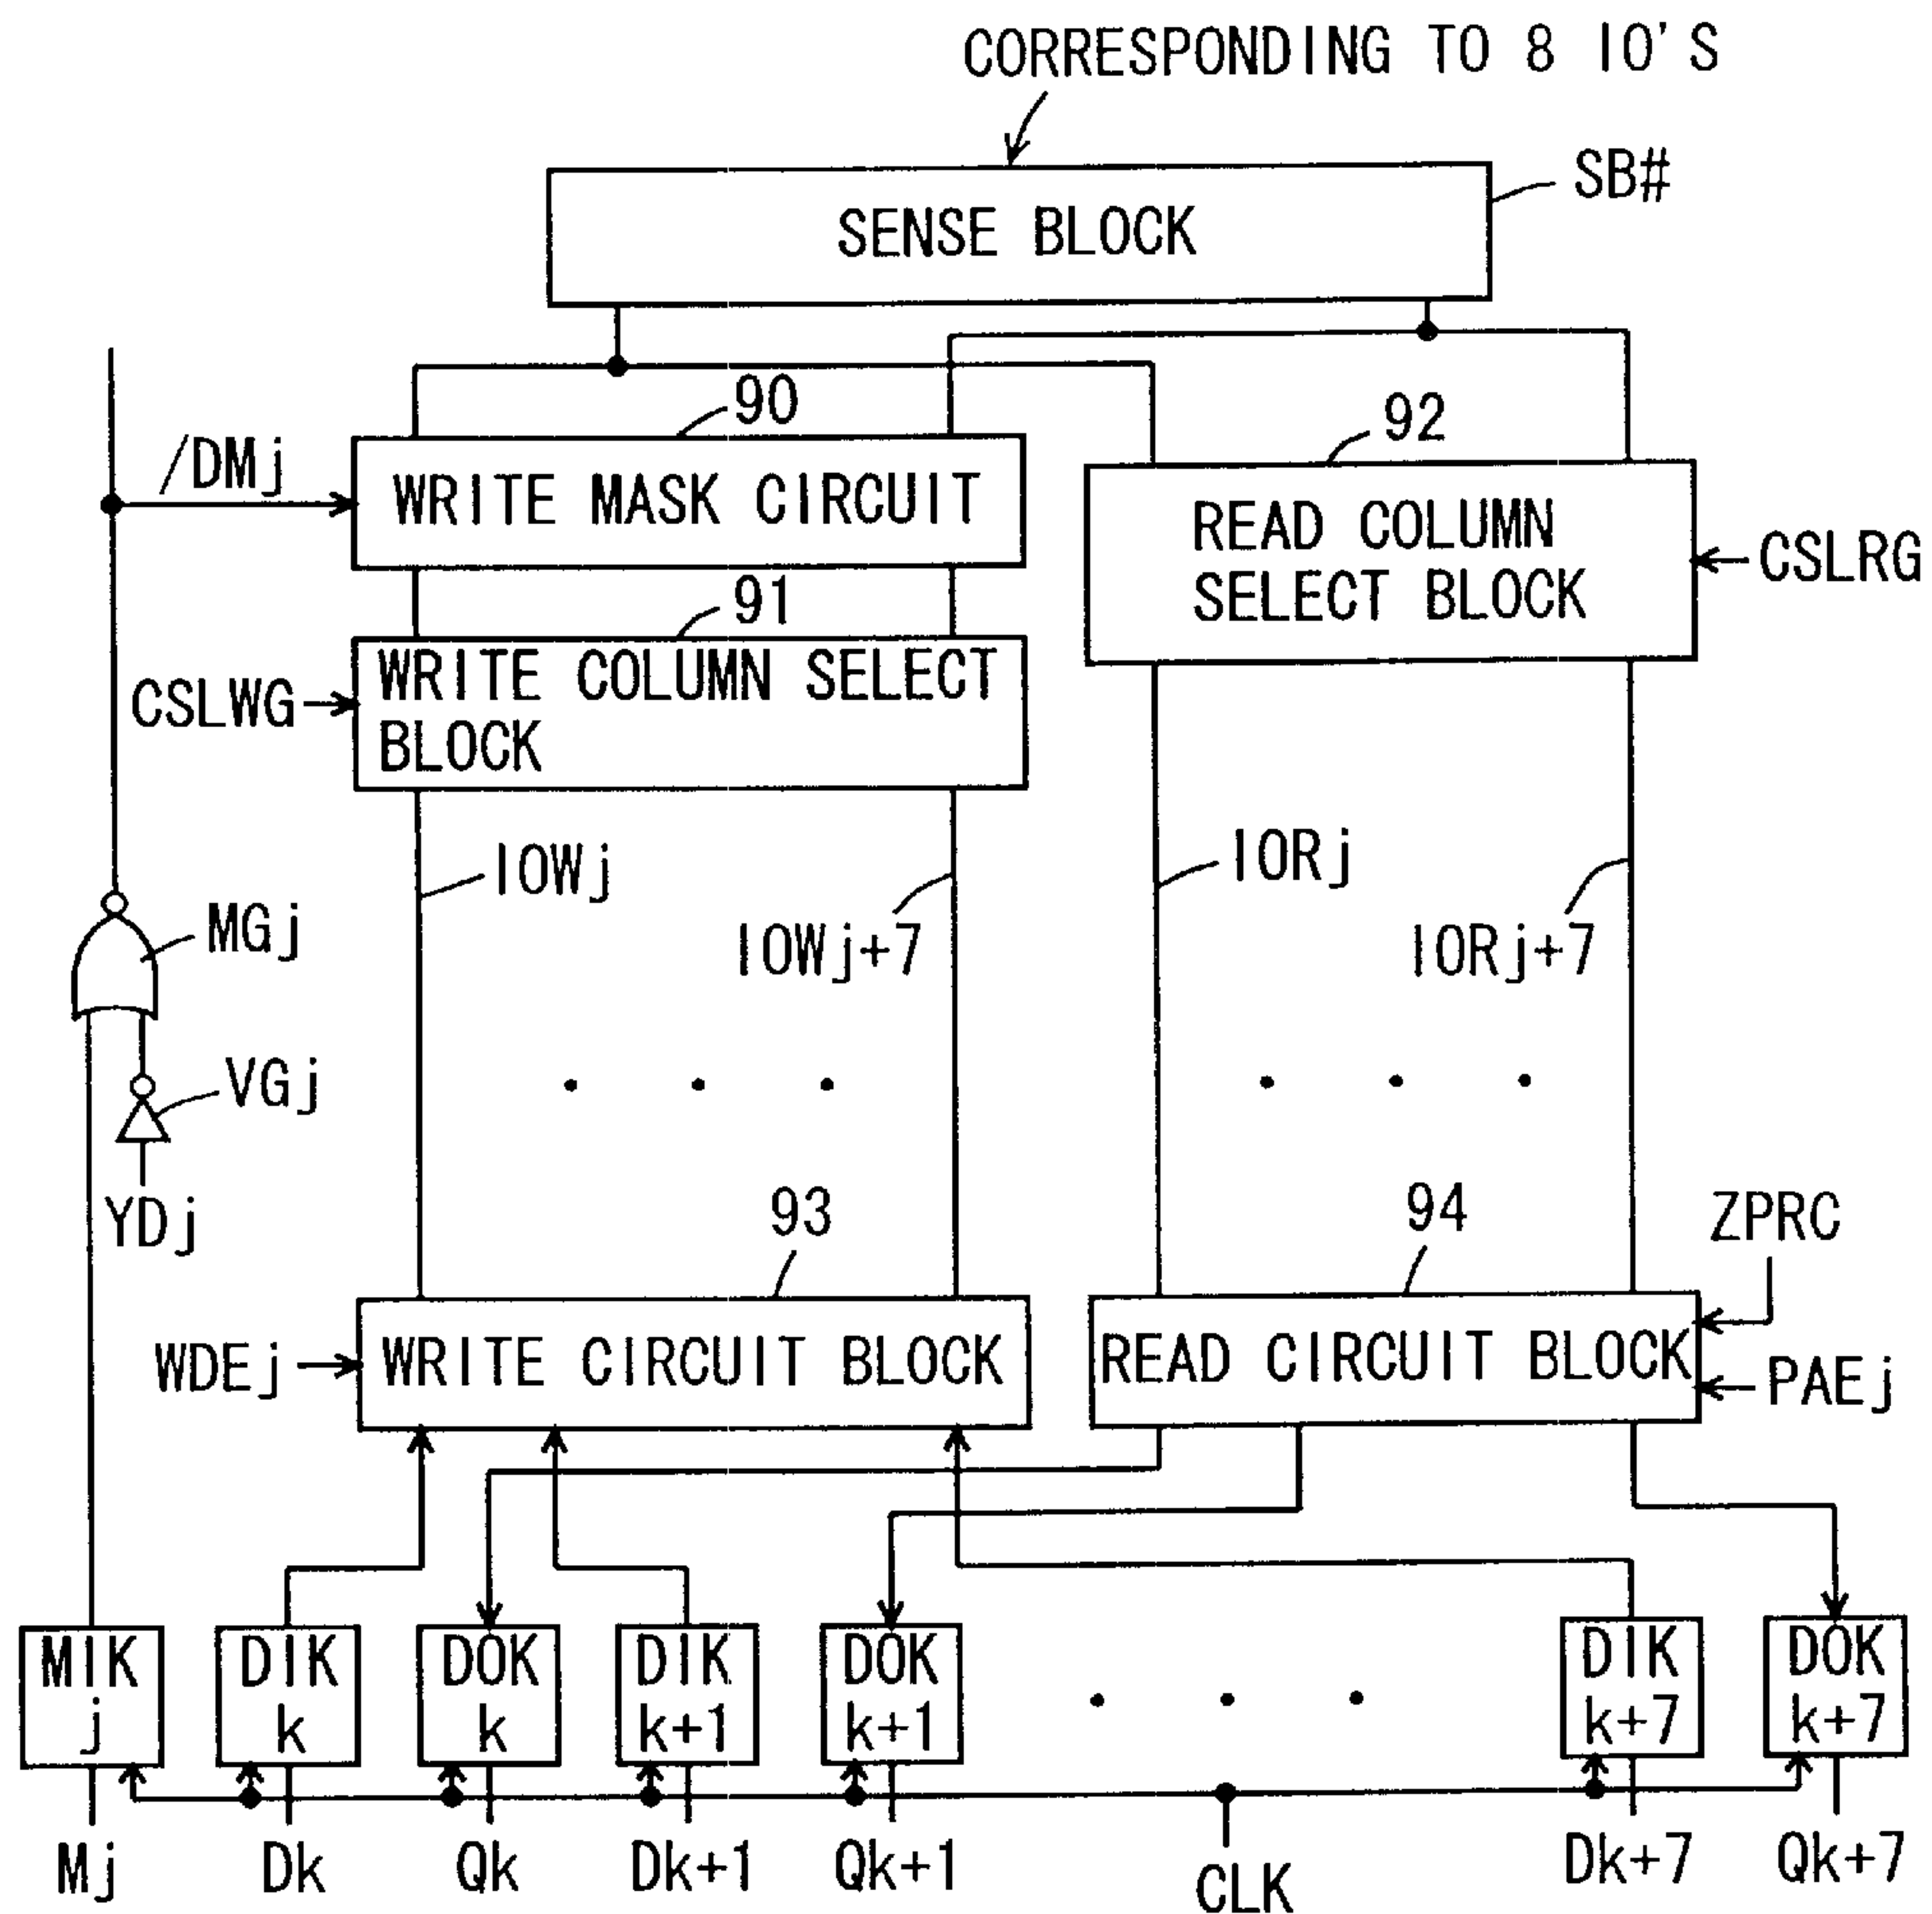 CORRESPONDING TO 8 IO'S
SB#
SENSE BLOCK
90
92
/DMj
WRITE MASK CIRCUIT
READ COLUMN
SELECT BLOCK
CSLRG
91
CSLWG
WRITE COLUMN SELECT
BLOCK
IOWj
IORj
MGj
IOWj+7
IORj+7
VGj
YDj
93
94
ZPRC
WDEj
WRITE CIRCUIT BLOCK
READ CIRCUIT BLOCK
PAEj
MIK
j
DIK
k
DOK
k
DIK
k+1
DOK
k+1
DIK
k+7
DOK
k+7
Mj
Dk
Qk
Dk+1
Qk+1
CLK
Dk+7
Qk+7